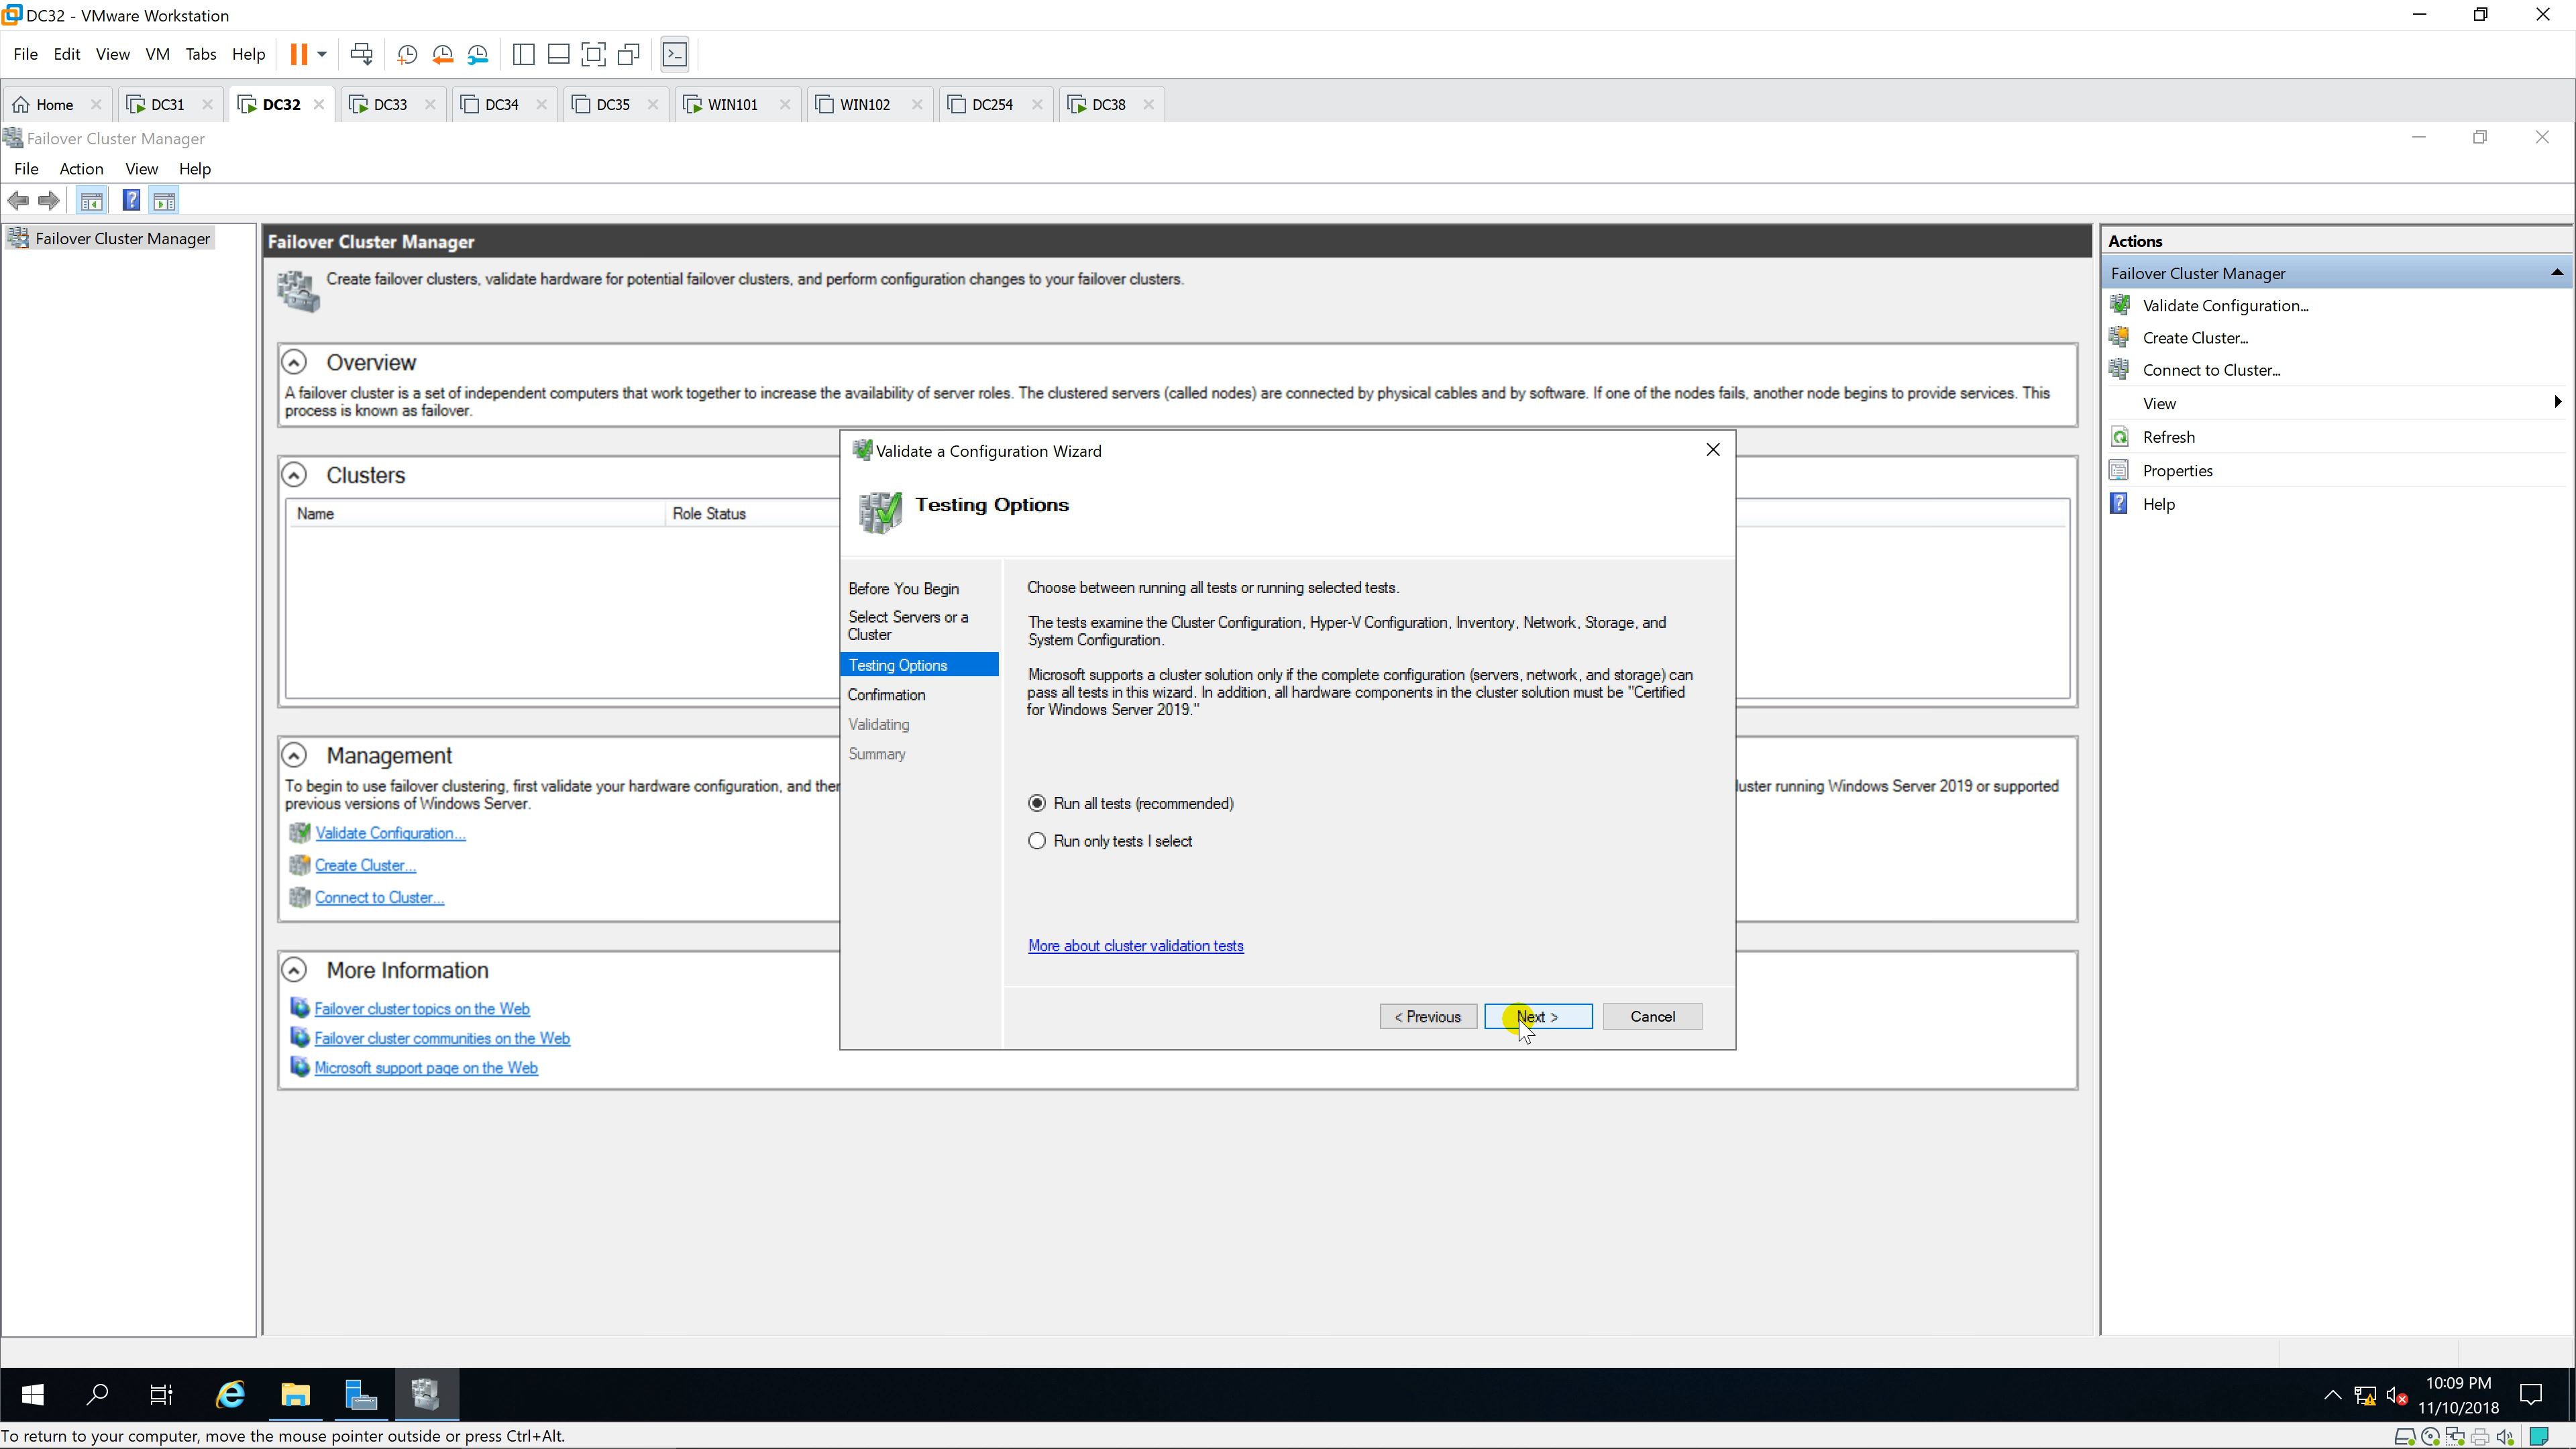 DC32 - VMware Workstation
File Edit View VM Tabs Help
Home DC31 DC32 DC33 DC34 DC35 WIN101 WIN102 DC254 DC38
Failover Cluster Manager
File Action View Help
Failover Cluster Manager
Failover Cluster Manager
Create failover clusters, validate hardware for potential failover clusters, and perform configuration changes to your failover clusters.
Overview
A failover cluster is a set of independent computers that work together to increase the availability of server roles. The clustered servers (called nodes) are connected by physical cables and by software. If one of the nodes fails, another node begins to provide services. This
process is known as failover.
Clusters
Name Role Status
Management
To begin to use failover clustering, first validate your hardware configuration, and then
luster running Windows Server 2019 or supported
previous versions of Windows Server.
Validate Configuration...
Create Cluster...
Connect to Cluster...
More Information
Failover cluster topics on the Web
Failover cluster communities on the Web
Microsoft support page on the Web
Validate a Configuration Wizard
Testing Options
Before You Begin
Select Servers or a
Cluster
Testing Options
Confirmation
Validating
Summary
Choose between running all tests or running selected tests.
The tests examine the Cluster Configuration, Hyper-V Configuration, Inventory, Network, Storage, and
System Configuration.
Microsoft supports a cluster solution only if the complete configuration (servers, network, and storage) can
pass all tests in this wizard. In addition, all hardware components in the cluster solution must be "Certified
for Windows Server 2019."
Run all tests (recommended)
Run only tests I select
More about cluster validation tests
< Previous Next > Cancel
Actions
Failover Cluster Manager
Validate Configuration...
Create Cluster...
Connect to Cluster...
View
Refresh
Properties
Help
10:09 PM
11/10/2018
To return to your computer, move the mouse pointer outside or press Ctrl+Alt.